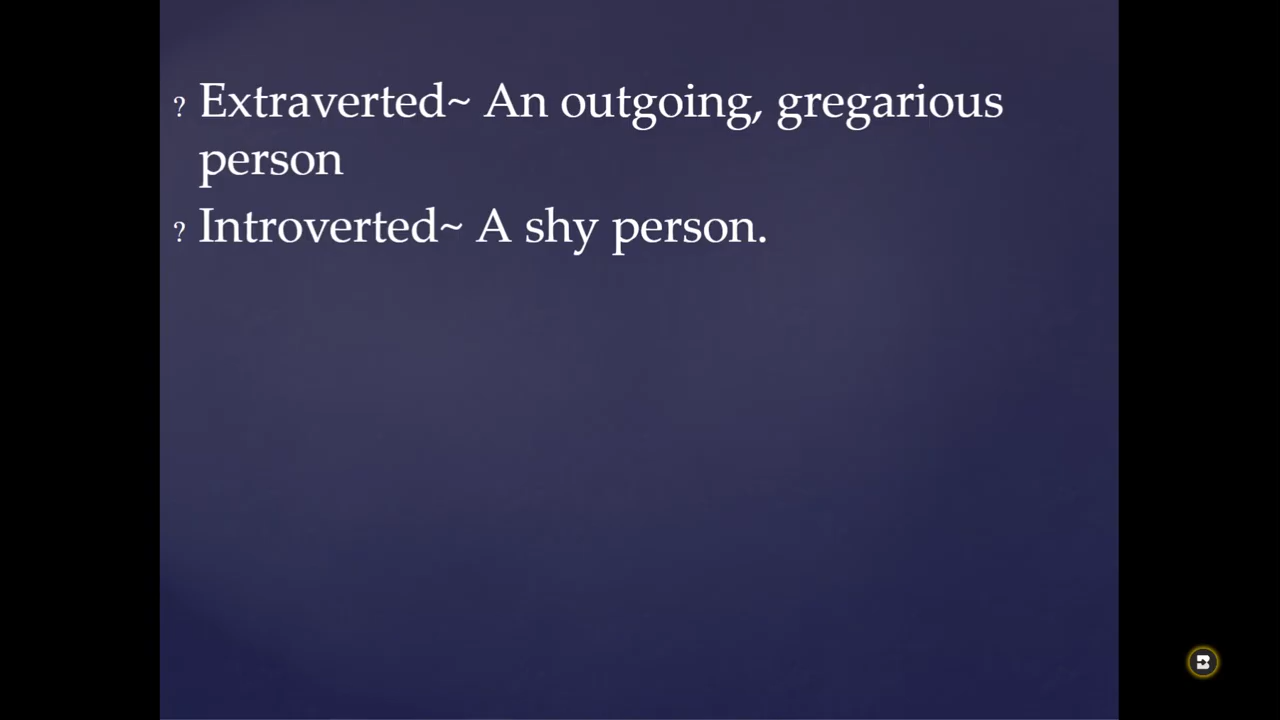 ? Extraverted~ An outgoing, gregarious
person
? Introverted~ A shy person.